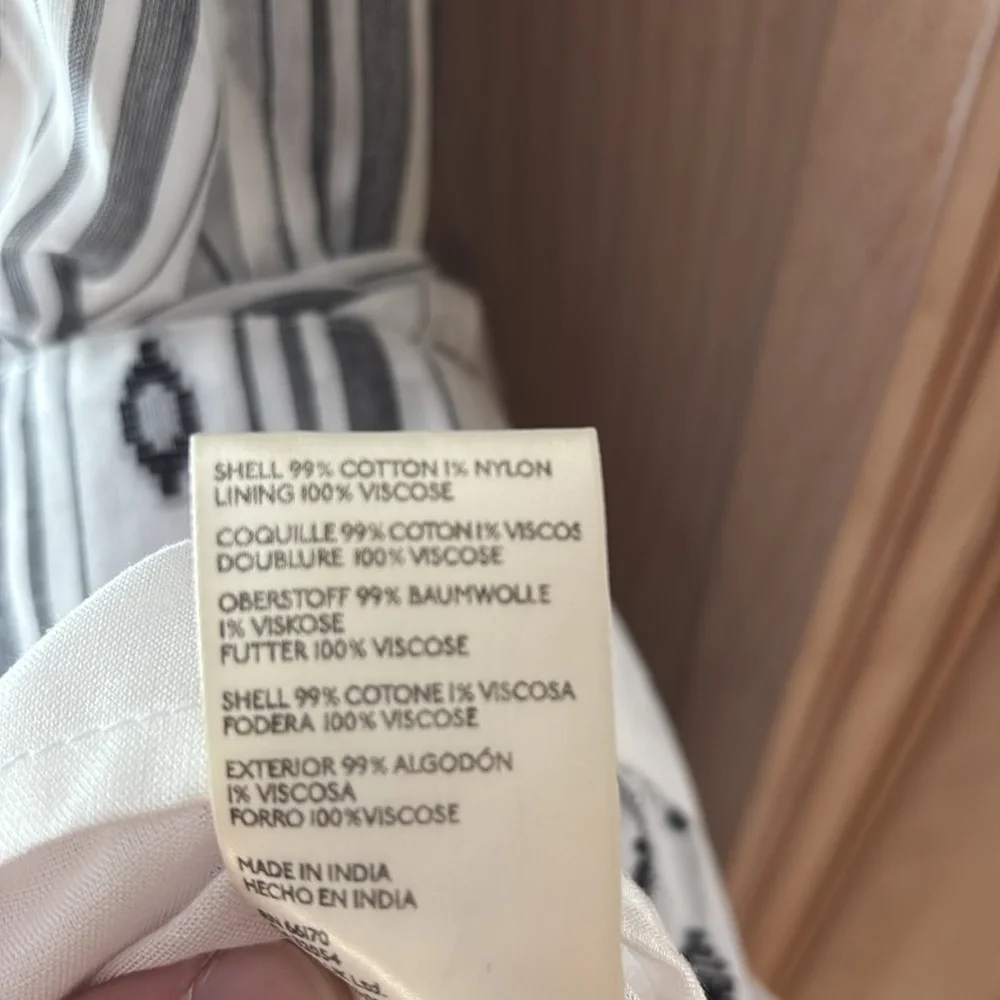 SHELL 99% COTTON 1% NYLON
LINING 100% VISCOSE
COQUILLE 99% COTON 1% VISCOS
DOUBLURE 100% VISCOSE
OBERSTOFF 99% BAUMWOLLE
1% VISKOSE
FUTTER 100% VISCOSE
SHELL 99% COTONE 1% VISCOSA
FODERA 100% VISCOSE
EXTERIOR 99% ALGODÓN
1% VISCOSA
FORRO 100% VISCOSE
MADE IN INDIA
HECHO EN INDIA
66170